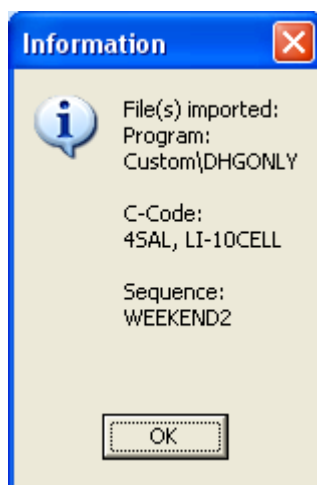 Information
File(s) imported:
Program:
Custom\DHGONLY
C-Code:
4SAL, LI-10CELL
Sequence:
WEEKEND2
OK